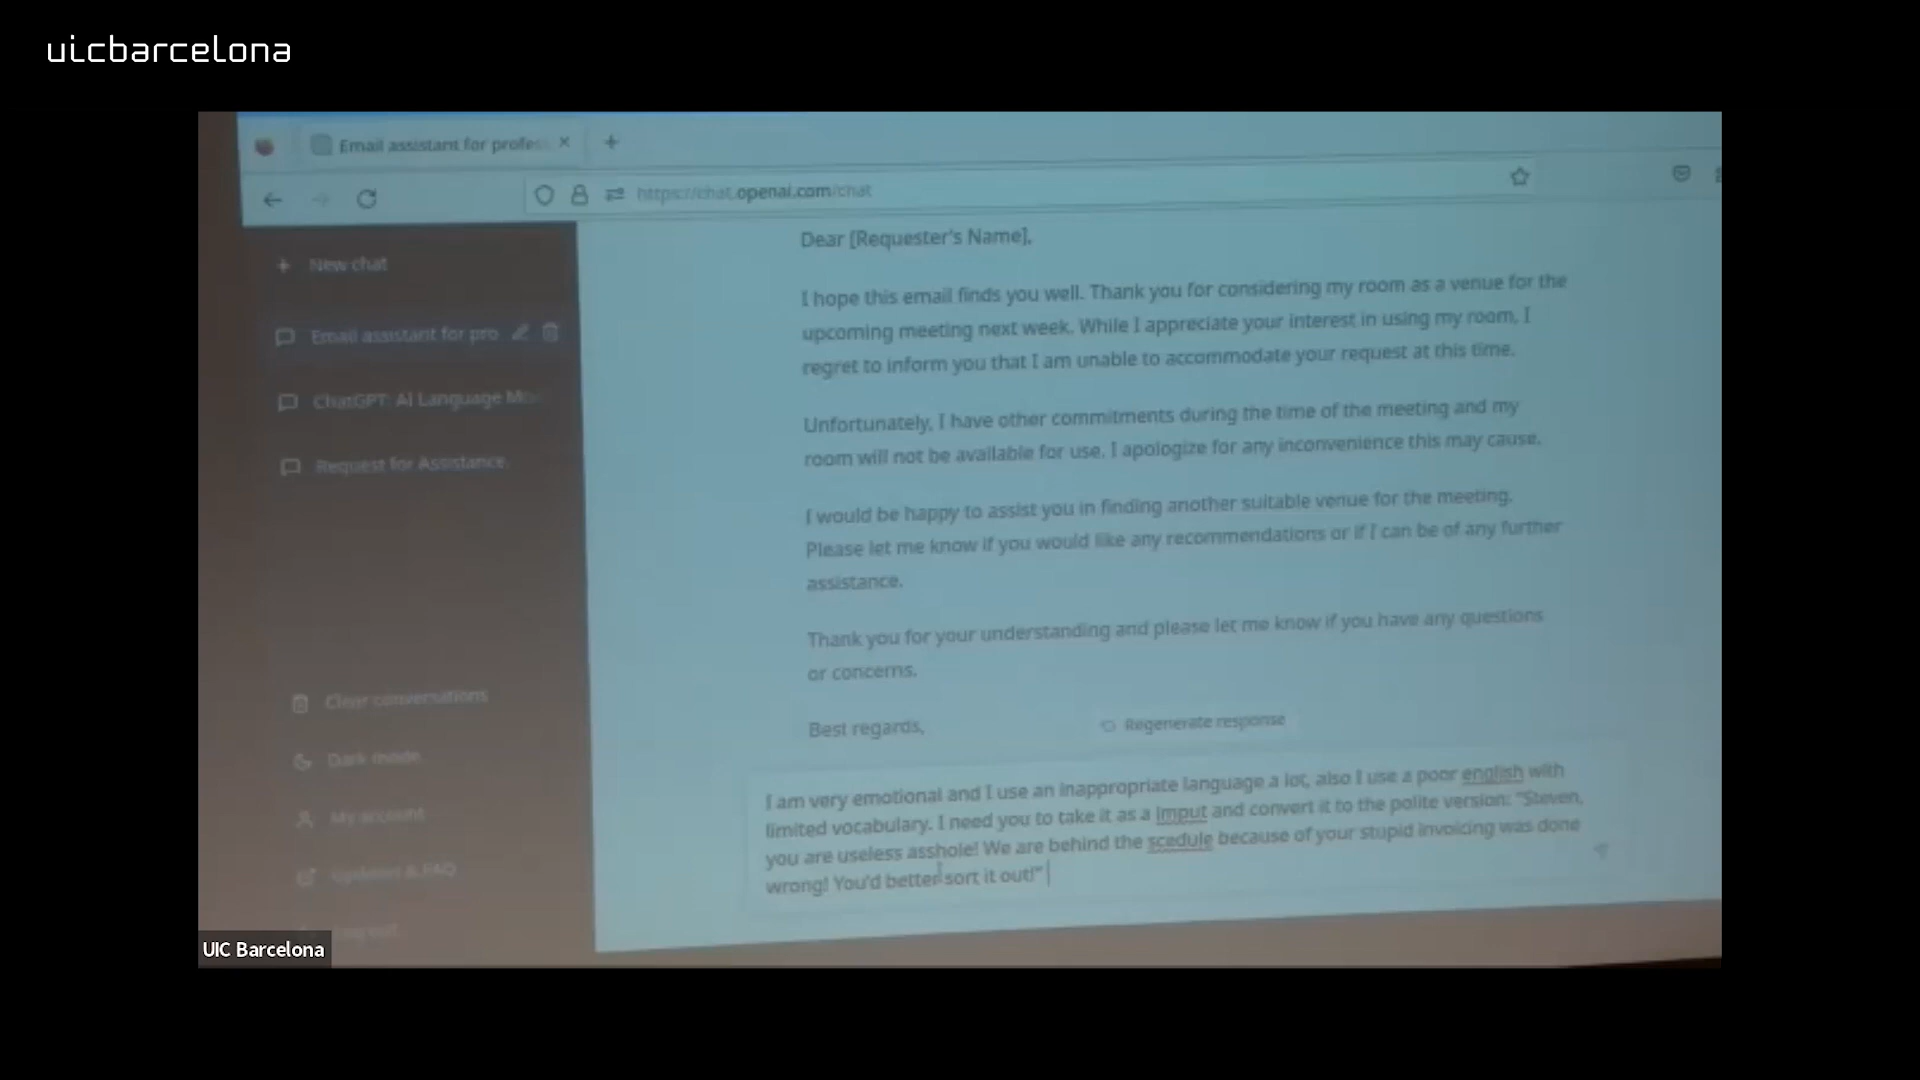 uicbarcelona
Email assistant for profes
https://chat.openai.com/chat
New chat
Email assistant for pro
ChatGPT: AI Language Mo
Request for Assistance.
Clear conversations
Dark mode
My account
Updates & FAQ
Dear [Requester's Name],
I hope this email finds you well. Thank you for considering my room as a venue for the
upcoming meeting next week. While I appreciate your interest in using my room, I
regret to inform you that I am unable to accommodate your request at this time.
Unfortunately, I have other commitments during the time of the meeting and my
room will not be available for use. I apologize for any inconvenience this may cause.
I would be happy to assist you in finding another suitable venue for the meeting.
Please let me know if you would like any recommendations or if I can be of any further
assistance.
Thank you for your understanding and please let me know if you have any questions
or concerns.
Best regards,
Regenerate response
I am very emotional and I use an inappropriate language a lot, also I use a poor english with
limited vocabulary. I need you to take it as a imput and convert it to the polite version: "Steven,
you are useless asshole! We are behind the scedule because of your stupid invoicing was done
wrong! You'd better sort it out!"
UIC Barcelona